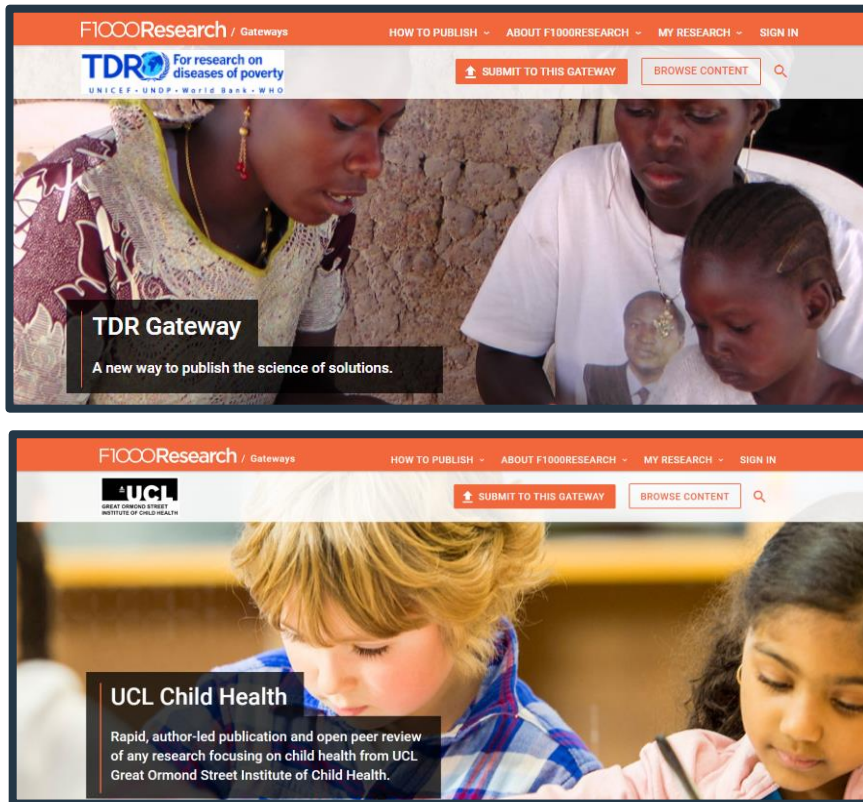 F1000Research / Gateways HOW TO PUBLISH ABOUT F1000RESEARCH MY RESEARCH SIGN IN
TDR For research on
diseases of poverty
UNICEF • UNDP • World Bank • WHO
SUBMIT TO THIS GATEWAY BROWSE CONTENT
TDR Gateway
A new way to publish the science of solutions.
F1000Research / Gateways HOW TO PUBLISH ABOUT F1000RESEARCH MY RESEARCH SIGN IN
UCL
GREAT ORMOND STREET
INSTITUTE OF CHILD HEALTH
SUBMIT TO THIS GATEWAY BROWSE CONTENT
UCL Child Health
Rapid, author-led publication and open peer review
of any research focusing on child health from UCL
Great Ormond Street Institute of Child Health.